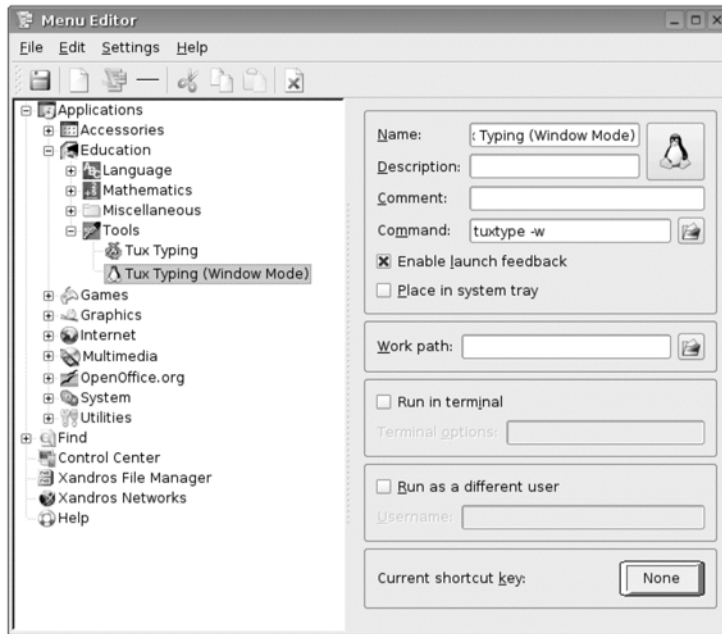 Menu Editor
File Edit Settings Help
Applications
Accessories
Education
Language
Mathematics
Miscellaneous
Tools
Tux Typing
Tux Typing (Window Mode)
Games
Graphics
Internet
Multimedia
OpenOffice.org
System
Utilities
Find
Control Center
Xandros File Manager
Xandros Networks
Help
Name: Typing (Window Mode)
Description:
Comment:
Command: tuxtype -w
Enable launch feedback
Place in system tray
Work path:
Run in terminal
Terminal options:
Run as a different user
Username:
Current shortcut key: None